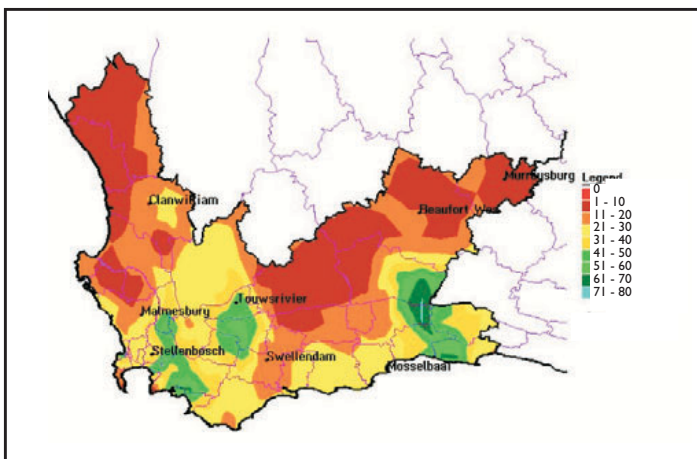 Murraysburg
Legend
0
1 - 10
11 - 20
21 - 30
31 - 40
41 - 50
51 - 60
61 - 70
71 - 80
Clanwilliam
Beaufort Wes
Touwsrivier
Malmesbury
Stellenbosch
Swellendam
Mosselbaai